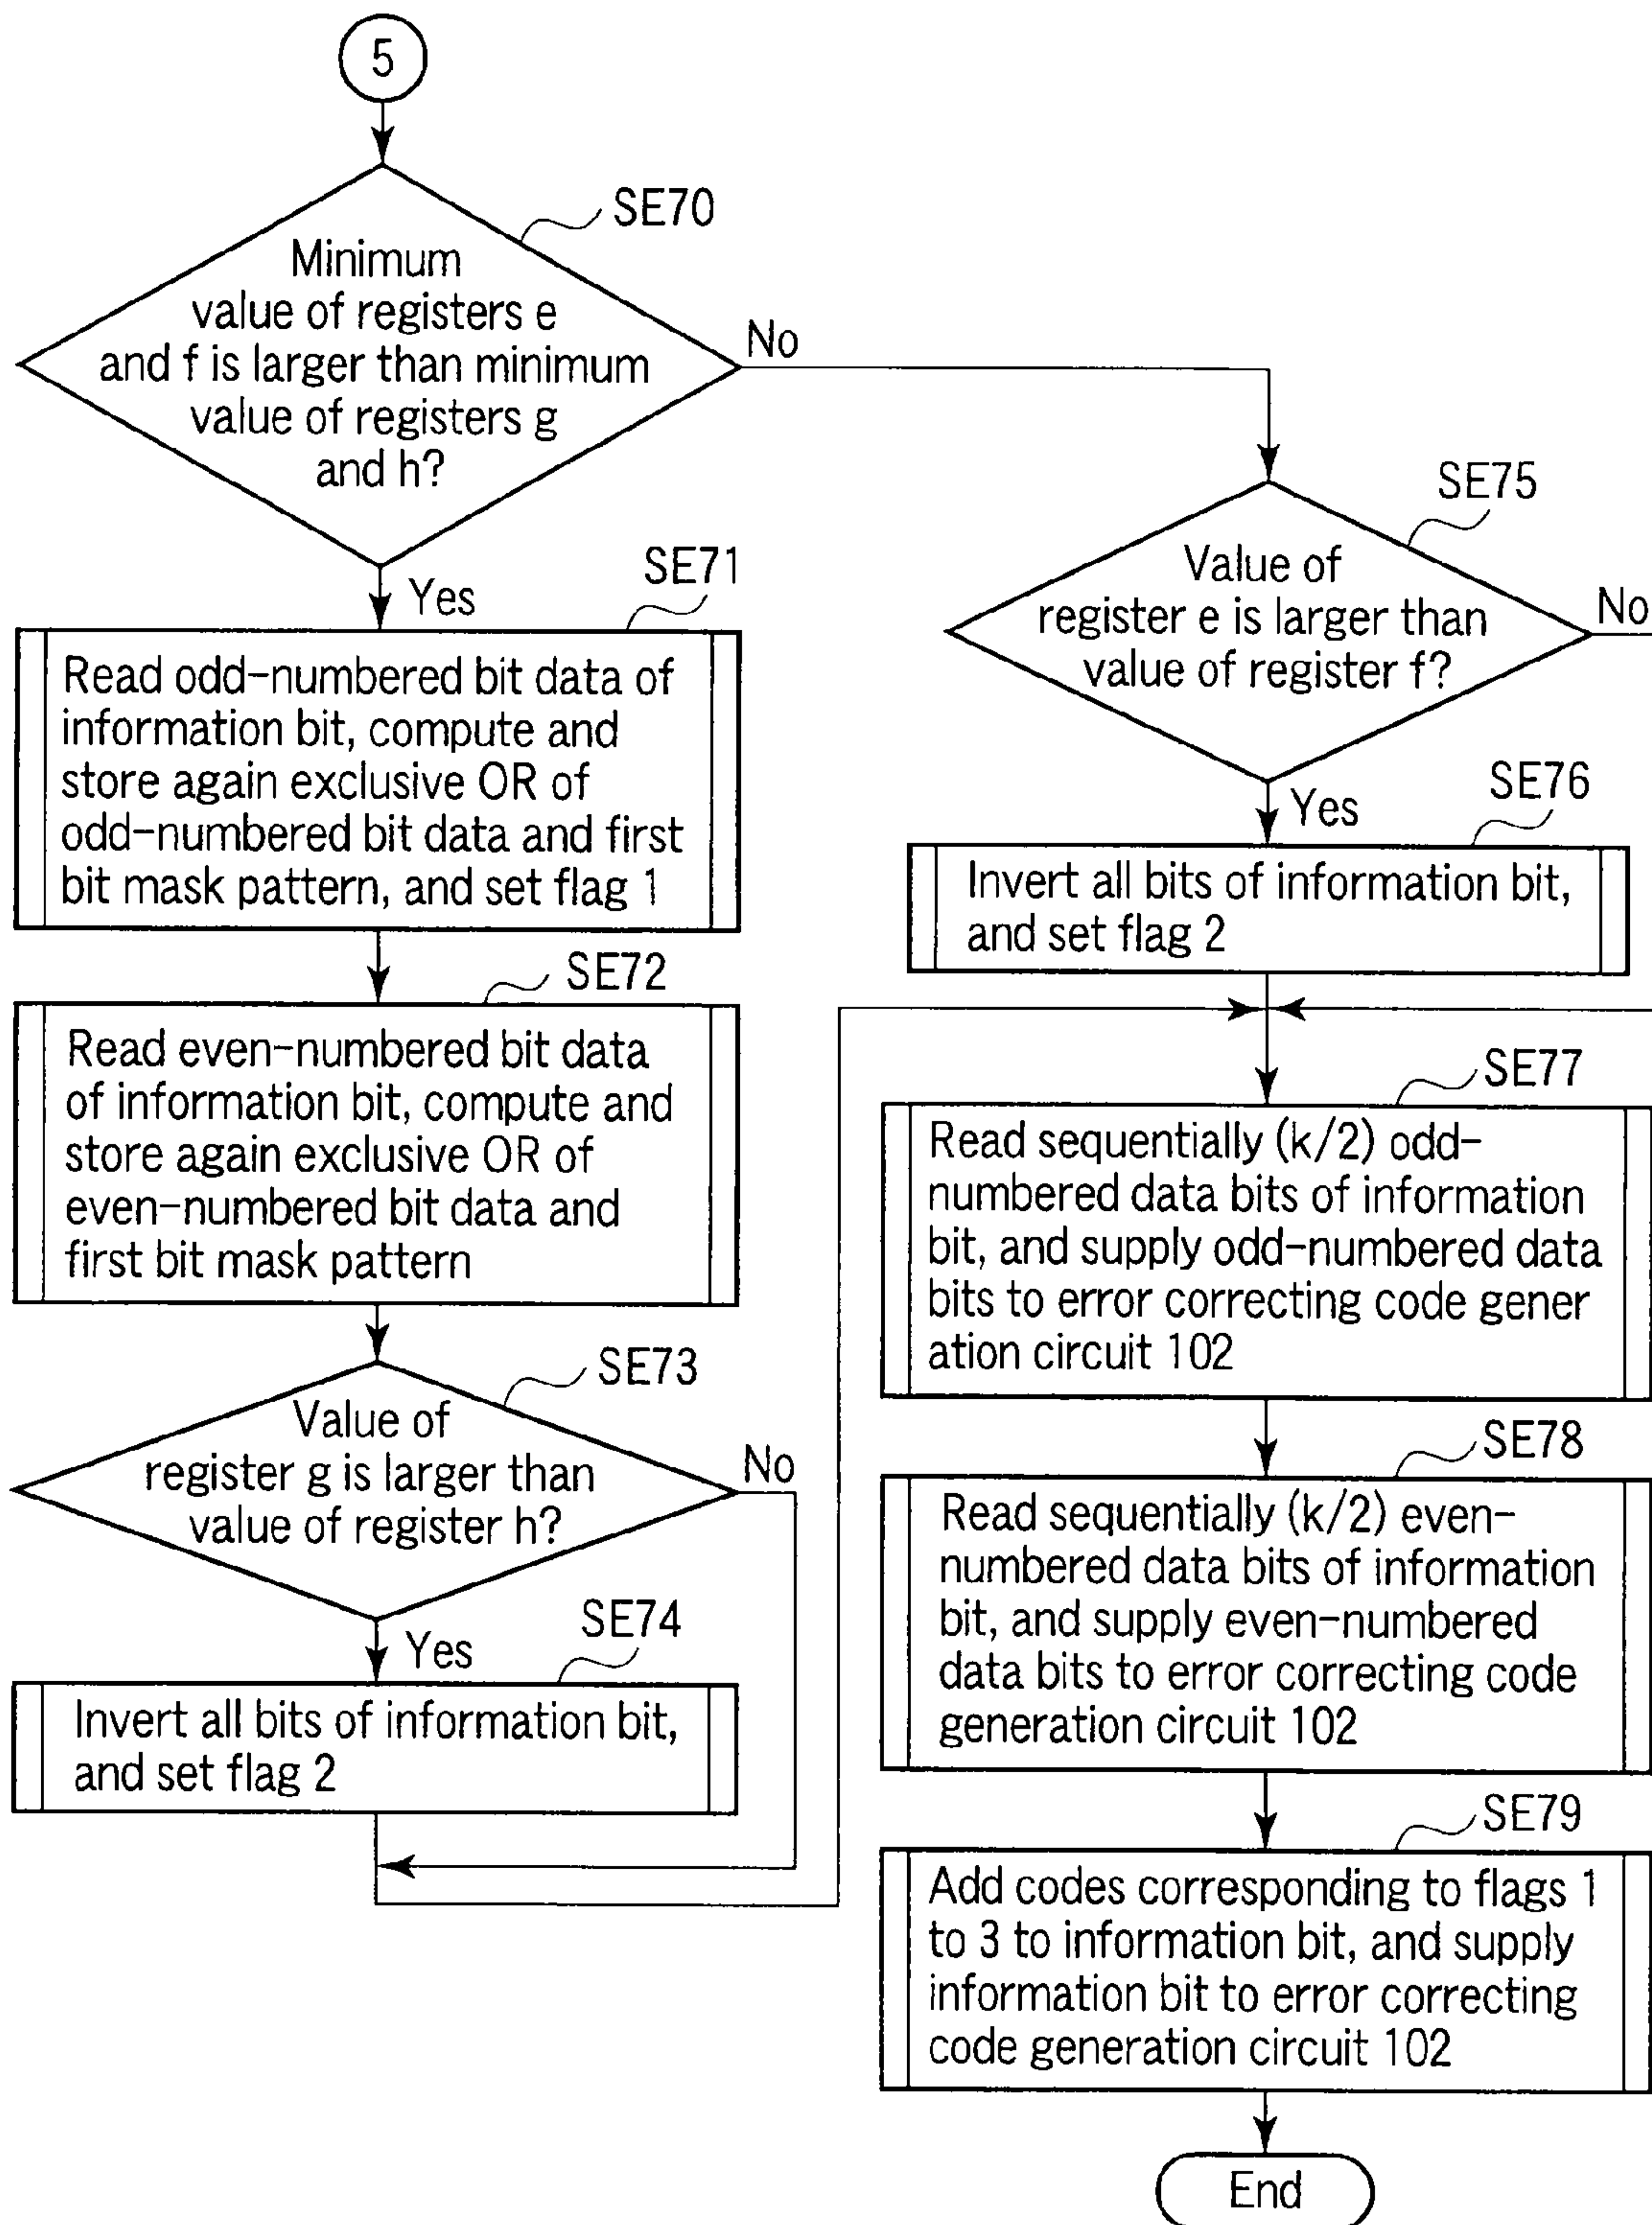 5
SE70
Minimum
value of registers e
and f is larger than minimum
value of registers g
and h?
No
Yes
SE71
Read odd-numbered bit data of
information bit, compute and
store again exclusive OR of
odd-numbered bit data and first
bit mask pattern, and set flag 1
SE72
Read even-numbered bit data
of information bit, compute and
store again exclusive OR of
even-numbered bit data and
first bit mask pattern
SE73
Value of
register g is larger than
value of register h?
No
Yes
SE74
Invert all bits of information bit,
and set flag 2
SE75
Value of
register e is larger than
value of register f?
No
Yes
SE76
Invert all bits of information bit,
and set flag 2
SE77
Read sequentially (k/2) odd-
numbered data bits of information
bit, and supply odd-numbered data
bits to error correcting code gener
ation circuit 102
SE78
Read sequentially (k/2) even-
numbered data bits of information
bit, and supply even-numbered
data bits to error correcting code
generation circuit 102
SE79
Add codes corresponding to flags 1
to 3 to information bit, and supply
information bit to error correcting
code generation circuit 102
End